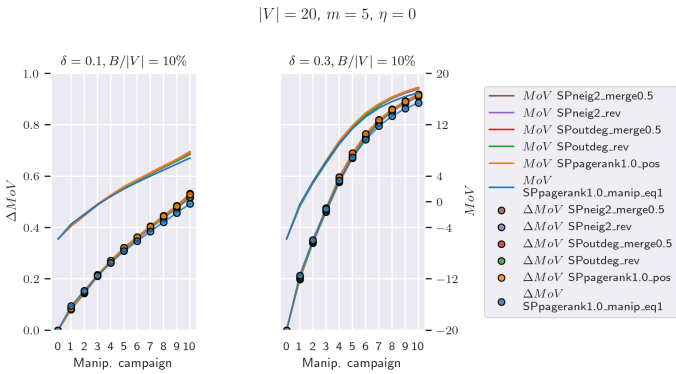 |V| = 20, m = 5, η = 0
δ = 0.1, B/|V| = 10%
δ = 0.3, B/|V| = 10%
1.0
0.8
0.6
0.4
0.2
0.0
ΔMoV
0 1 2 3 4 5 6 7 8 9 10
Manip. campaign
0 1 2 3 4 5 6 7 8 9 10
Manip. campaign
20
12
4
0
−4
−12
−20
MoV
MoV SPneig2_merge0.5
MoV SPneig2_rev
MoV SPoutdeg_merge0.5
MoV SPoutdeg_rev
MoV SPpagerank1.0_pos
MoV
SPpagerank1.0_manip_eq1
ΔMoV SPneig2_merge0.5
ΔMoV SPneig2_rev
ΔMoV SPoutdeg_merge0.5
ΔMoV SPoutdeg_rev
ΔMoV SPpagerank1.0_pos
ΔMoV
SPpagerank1.0_manip_eq1